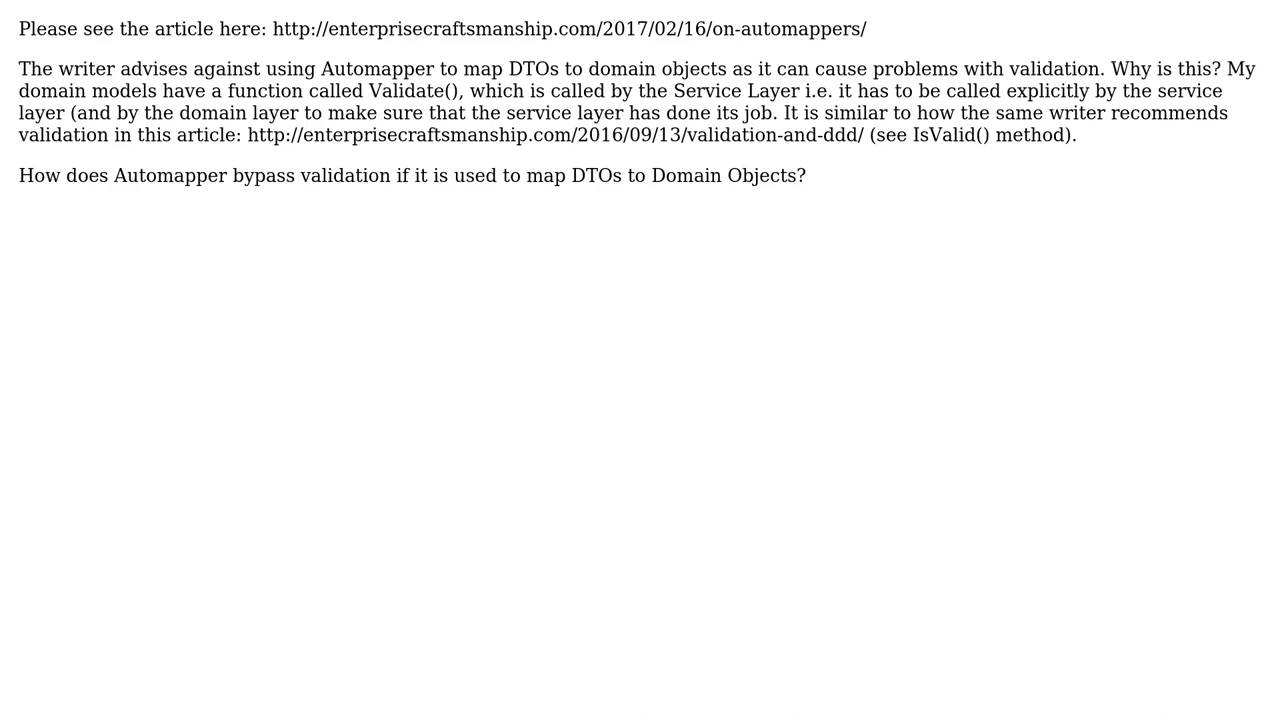 Please see the article here: http://enterprisecraftsmanship.com/2017/02/16/on-automappers/
The writer advises against using Automapper to map DTOs to domain objects as it can cause problems with validation. Why is this? My
domain models have a function called Validate(), which is called by the Service Layer i.e. it has to be called explicitly by the service
layer (and by the domain layer to make sure that the service layer has done its job. It is similar to how the same writer recommends
validation in this article: http://enterprisecraftsmanship.com/2016/09/13/validation-and-ddd/ (see IsValid() method).
How does Automapper bypass validation if it is used to map DTOs to Domain Objects?